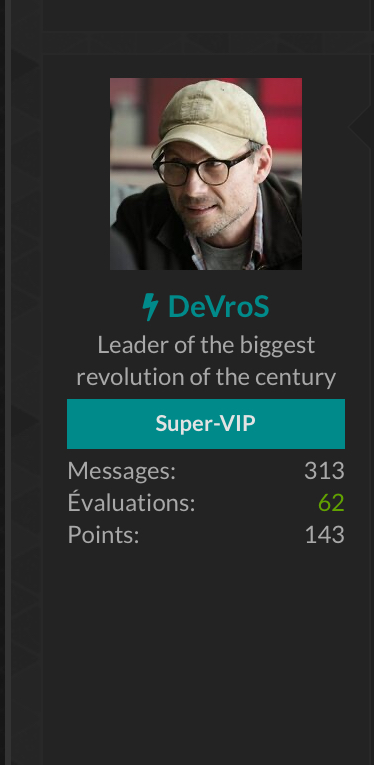 DeVroS
Leader of the biggest
revolution of the century
Super-VIP
Messages: 313
Évaluations: 62
Points: 143